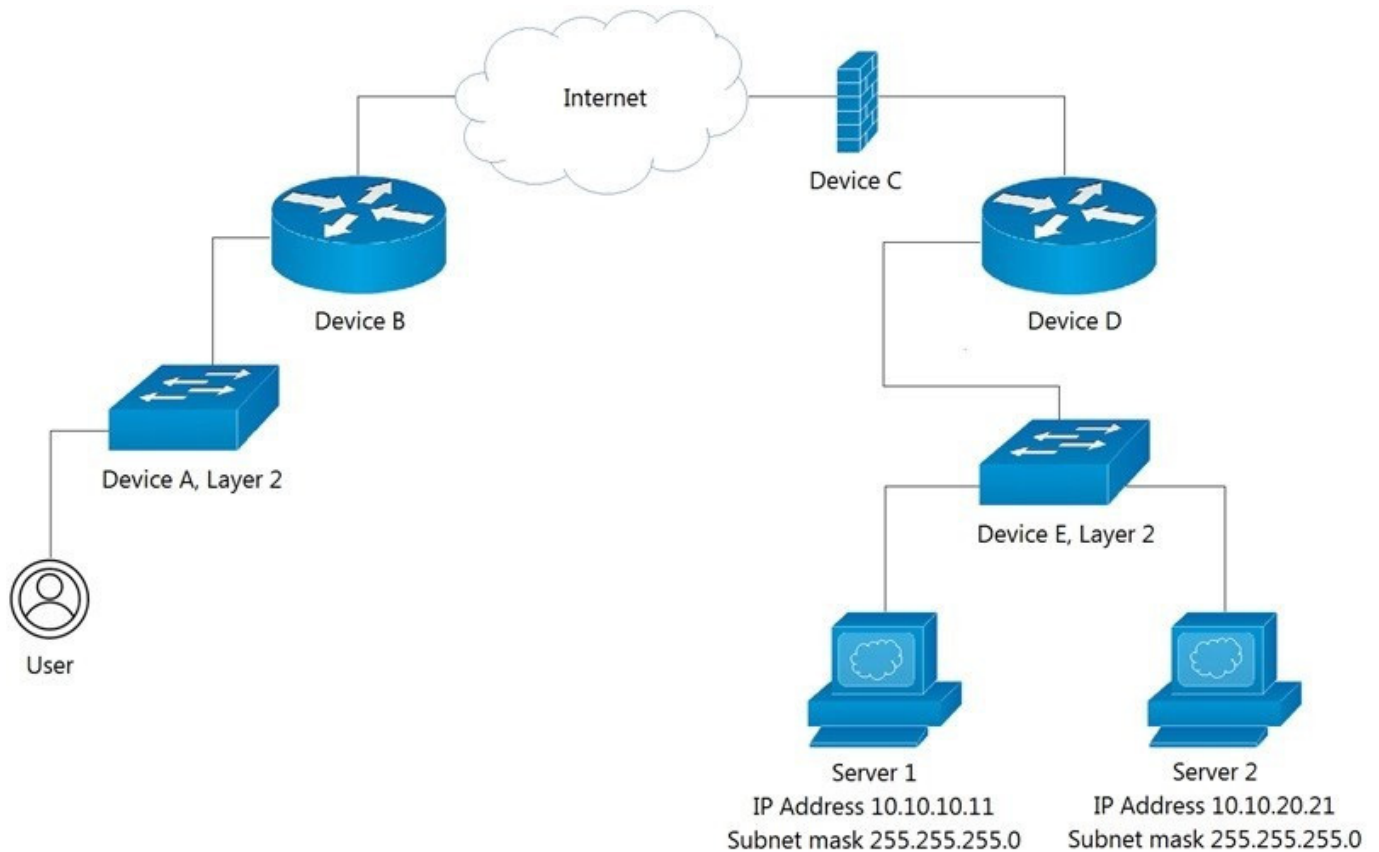 Internet
Device C
Device B
Device D
Device A, Layer 2
Device E, Layer 2
User
Server 1
IP Address 10.10.10.11
Subnet mask 255.255.255.0
Server 2
IP Address 10.10.20.21
Subnet mask 255.255.255.0